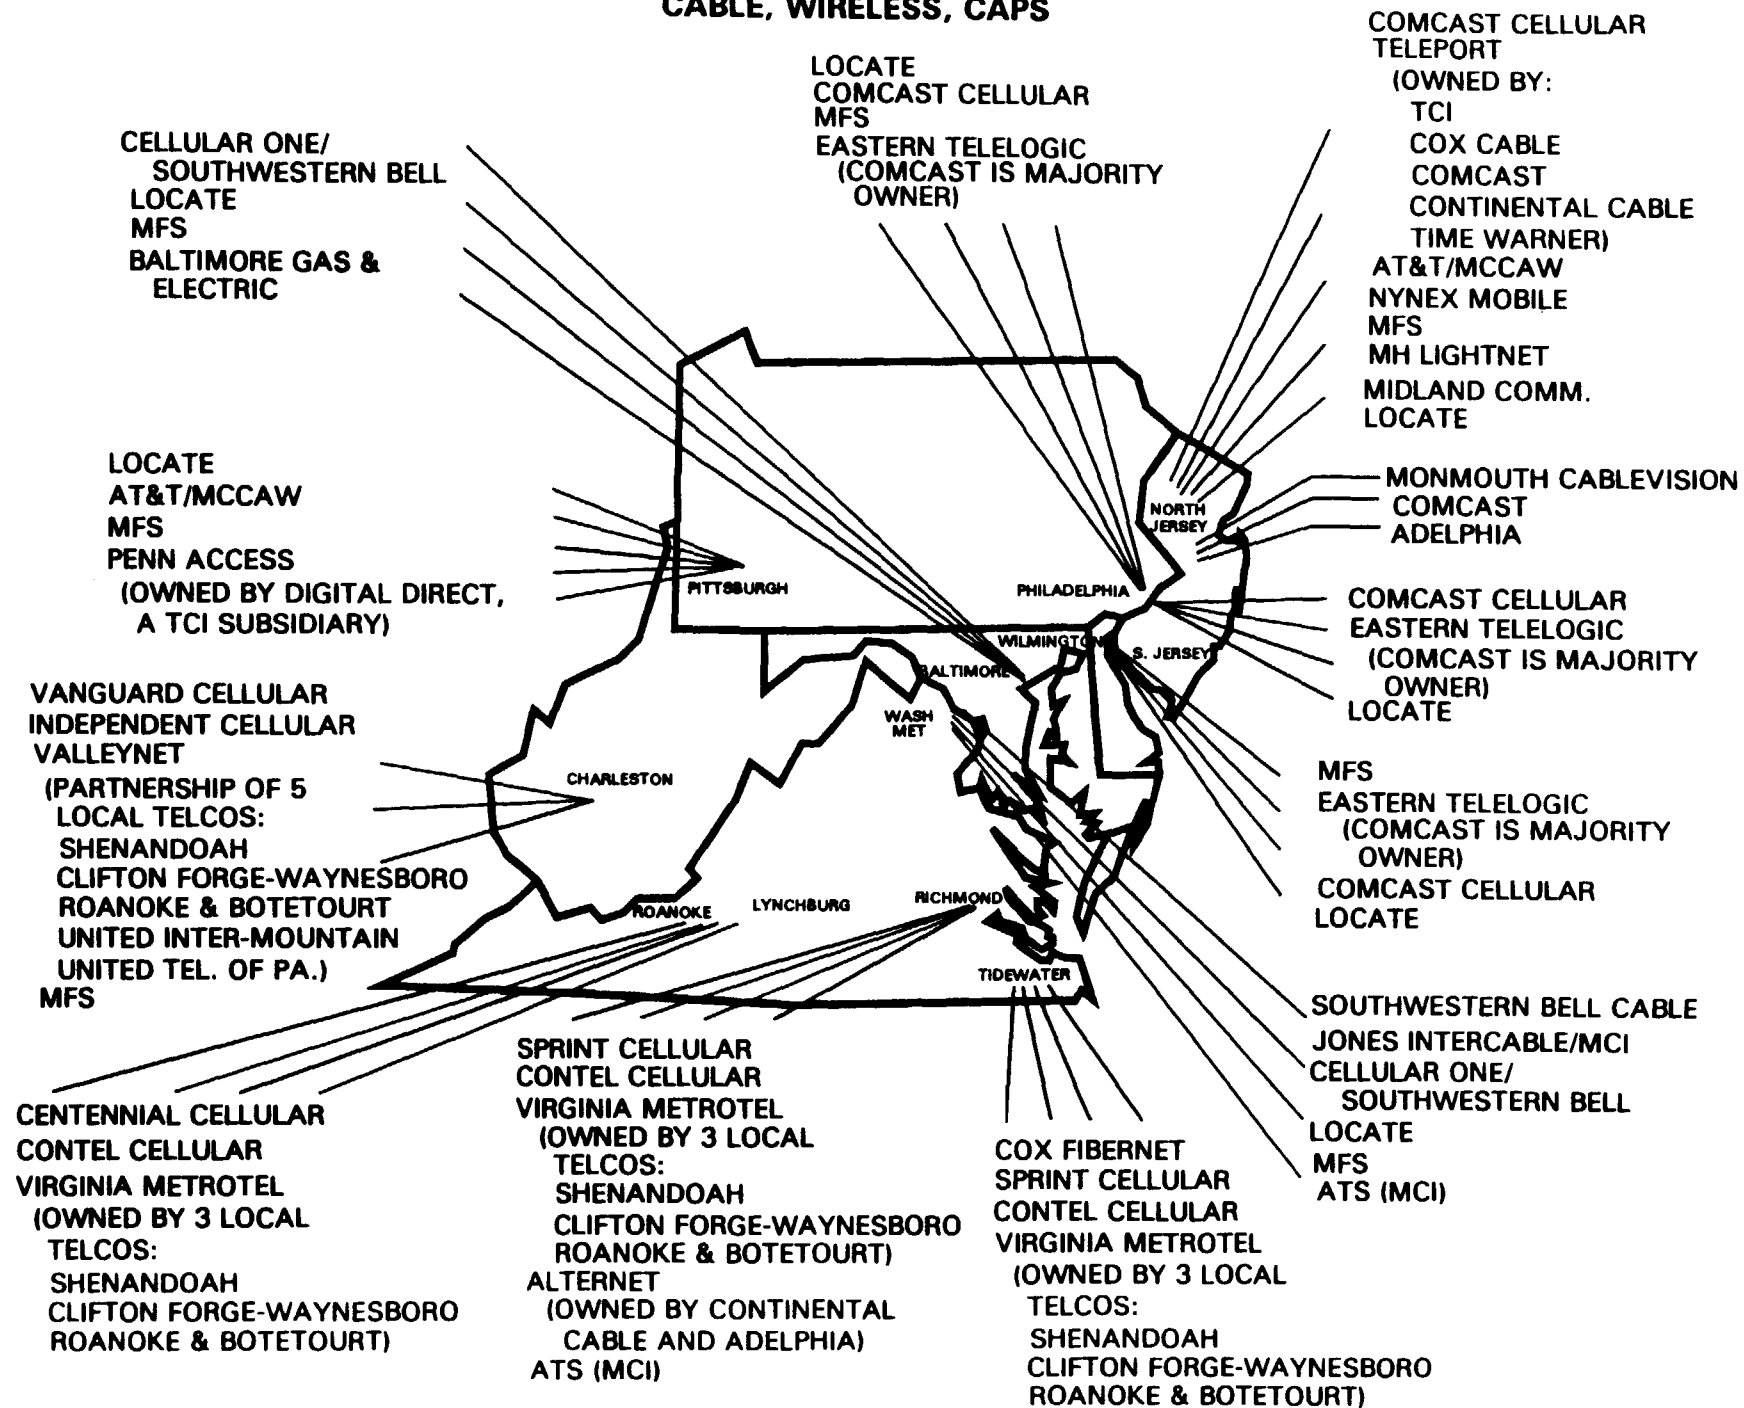 CABLE, WIRELESS, CAPS
LOCATE
COMCAST CELLULAR
MFS
EASTERN TELELOGIC
(COMCAST IS MAJORITY
OWNER)
COMCAST CELLULAR
TELEPORT
(OWNED BY:
TCI
COX CABLE
COMCAST
CONTINENTAL CABLE
TIME WARNER)
AT&T/MCCAW
NYNEX MOBILE
MFS
MH LIGHTNET
MIDLAND COMM.
LOCATE
CELLULAR ONE/
SOUTHWESTERN BELL
LOCATE
MFS
BALTIMORE GAS &
ELECTRIC
LOCATE
AT&T/MCCAW
MFS
PENN ACCESS
(OWNED BY DIGITAL DIRECT,
A TCI SUBSIDIARY)
MONMOUTH CABLEVISION
COMCAST
ADELPHIA
NORTH
JERSEY
PITTSBURGH
PHILADELPHIA
WILMINGTON
S. JERSEY
BALTIMORE
WASH
MET
CHARLESTON
ROANOKE
LYNCHBURG
RICHMOND
TIDEWATER
COMCAST CELLULAR
EASTERN TELELOGIC
(COMCAST IS MAJORITY
OWNER)
LOCATE
VANGUARD CELLULAR
INDEPENDENT CELLULAR
VALLEYNET
(PARTNERSHIP OF 5
LOCAL TELCOS:
SHENANDOAH
CLIFTON FORGE-WAYNESBORO
ROANOKE & BOTETOURT
UNITED INTER-MOUNTAIN
UNITED TEL. OF PA.)
MFS
MFS
EASTERN TELELOGIC
(COMCAST IS MAJORITY
OWNER)
COMCAST CELLULAR
LOCATE
SOUTHWESTERN BELL CABLE
JONES INTERCABLE/MCI
CELLULAR ONE/
SOUTHWESTERN BELL
LOCATE
MFS
ATS (MCI)
CENTENNIAL CELLULAR
CONTEL CELLULAR
VIRGINIA METROTEL
(OWNED BY 3 LOCAL
TELCOS:
SHENANDOAH
CLIFTON FORGE-WAYNESBORO
ROANOKE & BOTETOURT)
SPRINT CELLULAR
CONTEL CELLULAR
VIRGINIA METROTEL
(OWNED BY 3 LOCAL
TELCOS:
SHENANDOAH
CLIFTON FORGE-WAYNESBORO
ROANOKE & BOTETOURT)
ALTERNET
(OWNED BY CONTINENTAL
CABLE AND ADELPHIA)
ATS (MCI)
COX FIBERNET
SPRINT CELLULAR
CONTEL CELLULAR
VIRGINIA METROTEL
(OWNED BY 3 LOCAL
TELCOS:
SHENANDOAH
CLIFTON FORGE-WAYNESBORO
ROANOKE & BOTETOURT)